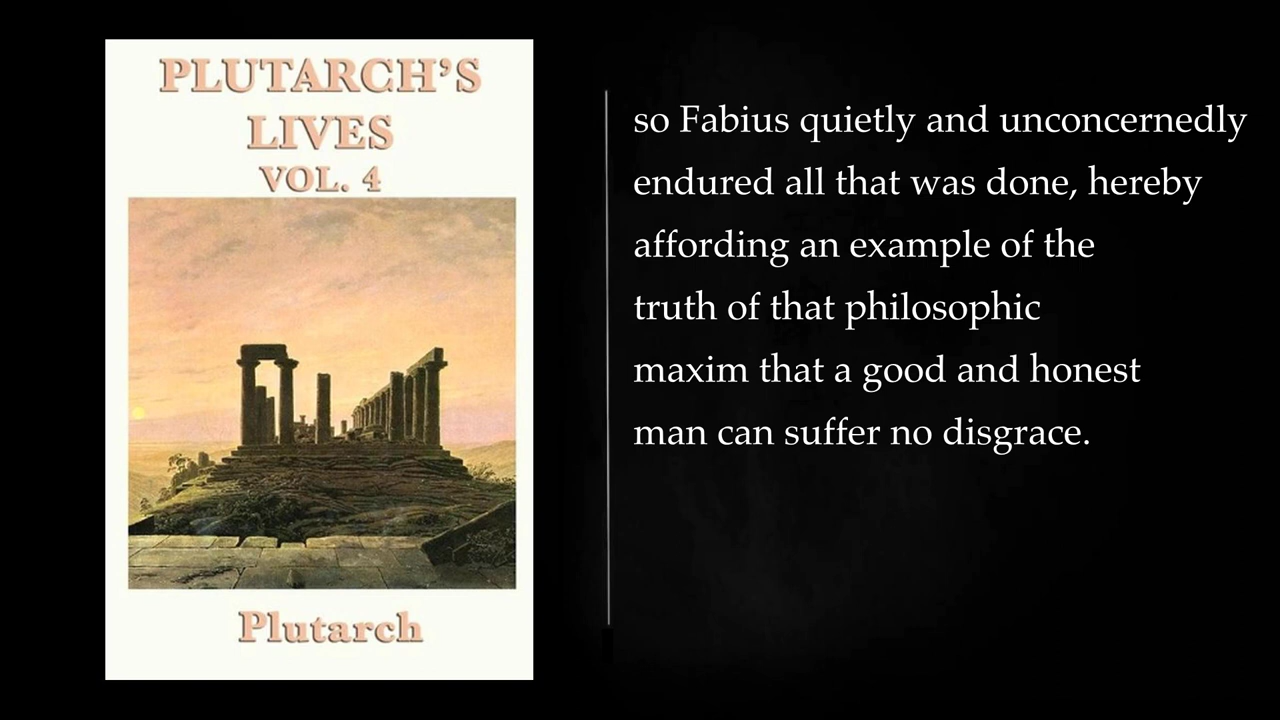 PLUTARCH'S
LIVES
VOL. 4
Plutarch
so Fabius quietly and unconcernedly
endured all that was done, hereby
affording an example of the
truth of that philosophic
maxim that a good and honest
man can suffer no disgrace.